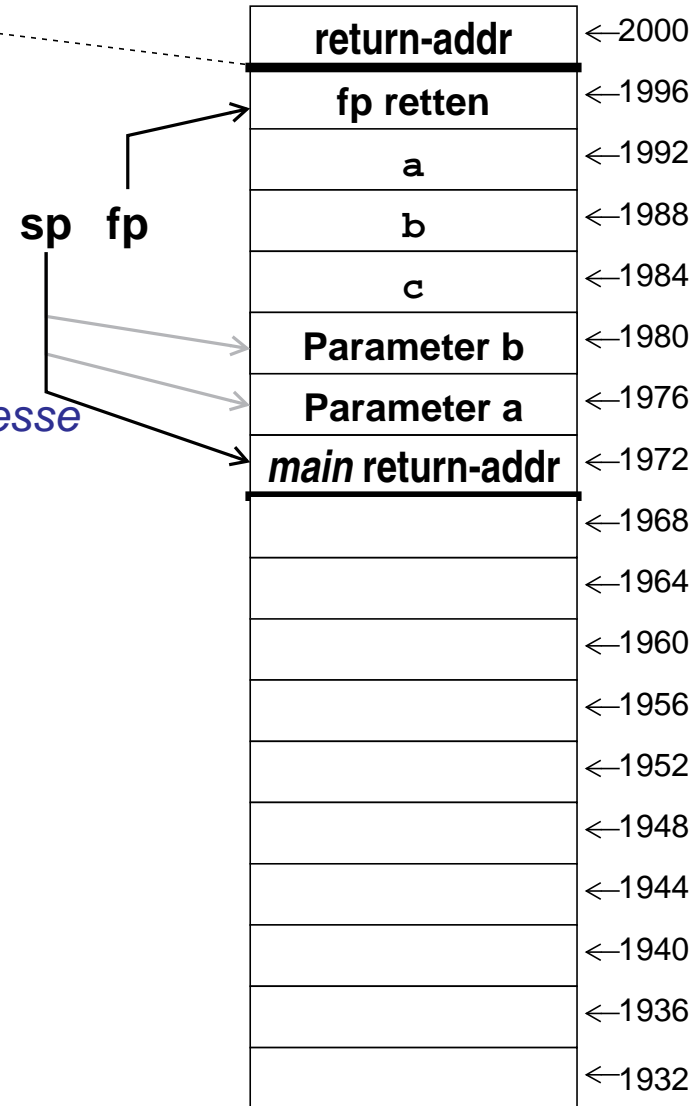 return-addr ←2000
fp retten ←1996
a ←1992
sp fp b ←1988
c ←1984
Parameter b ←1980
esse Parameter a ←1976
main return-addr ←1972
←1968
←1964
←1960
←1956
←1952
←1948
←1944
←1940
←1936
←1932